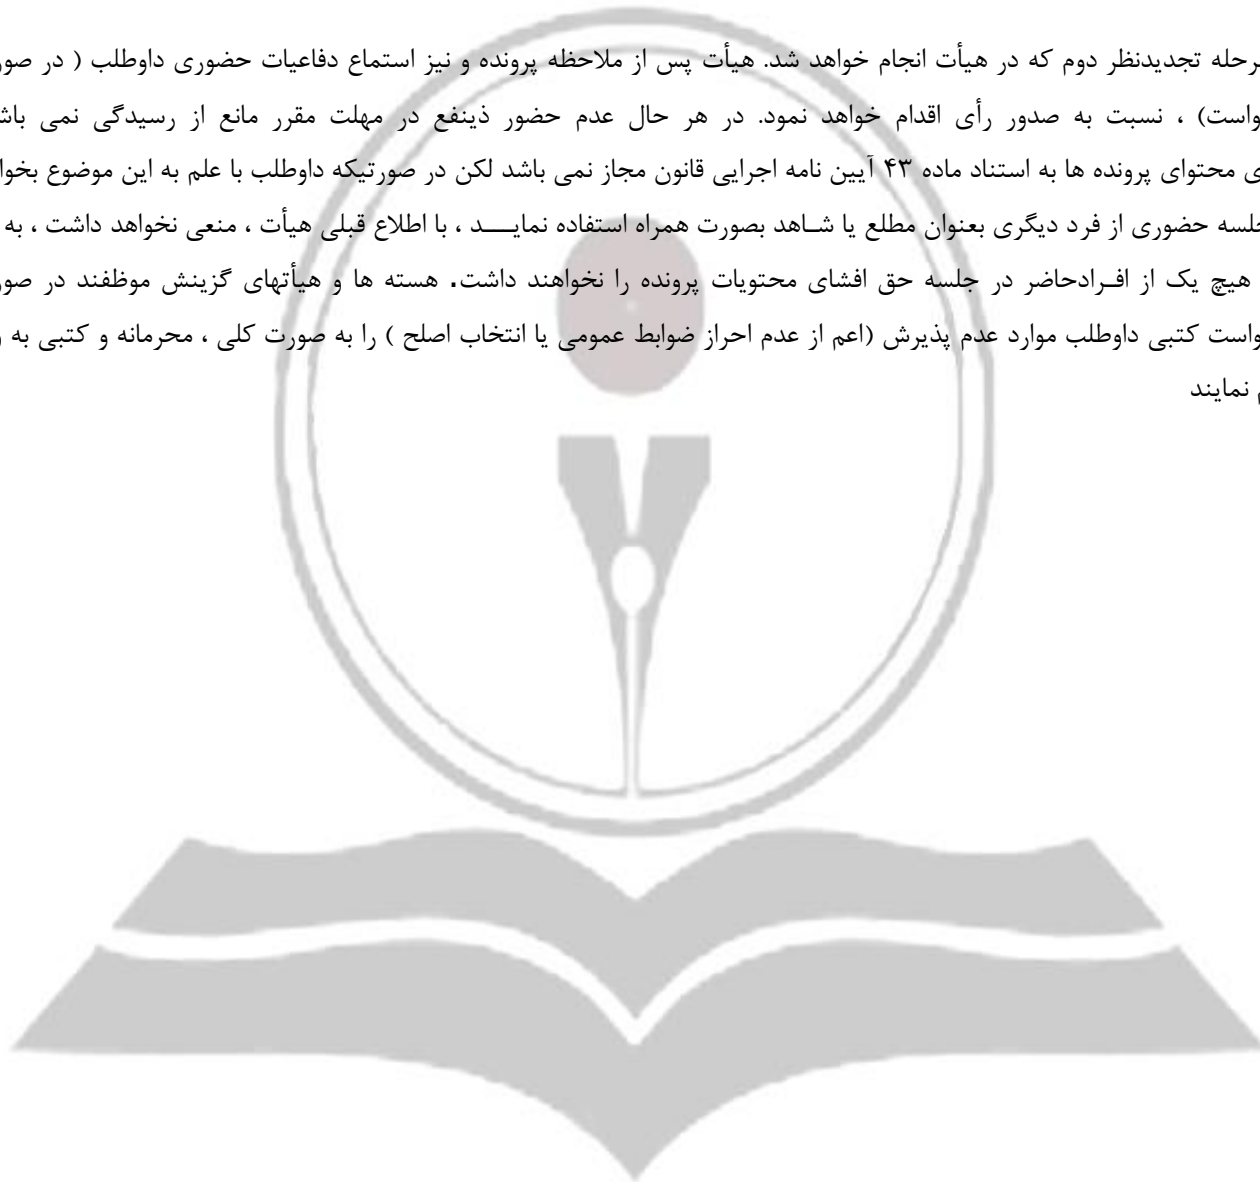 رحله تجدیدنظر دوم که در هیأت انجام خواهد شد. هیأت پس از ملاحظه پرونده و نیز استماع دفاعیات حضوری داوطلب ( در صور
واست) ، نسبت به صدور رأی اقدام خواهد نمود. در هر حال عدم حضور ذینفع در مهلت مقرر مانع از رسیدگی نمی باش
ی محتوای پرونده ها به استناد ماده ۴۳ آیین نامه اجرایی قانون مجاز نمی باشد لکن در صورتیکه داوطلب با علم به این موضوع بخوا
جلسه حضوری از فرد دیگری بعنوان مطلع یا شـاهد بصورت همراه استفاده نمایــــد ، با اطلاع قبلی هیأت ، منعی نخواهد داشت ، به
هیچ یک از افـرادحاضر در جلسه حق افشای محتویات پرونده را نخواهند داشت. هسته ها و هیأتهای گزینش موظفند در صور
واست کتبی داوطلب موارد عدم پذیرش (اعم از عدم احراز ضوابط عمومی یا انتخاب اصلح ) را به صورت کلی ، محرمانه و کتبی به و
م نمایند